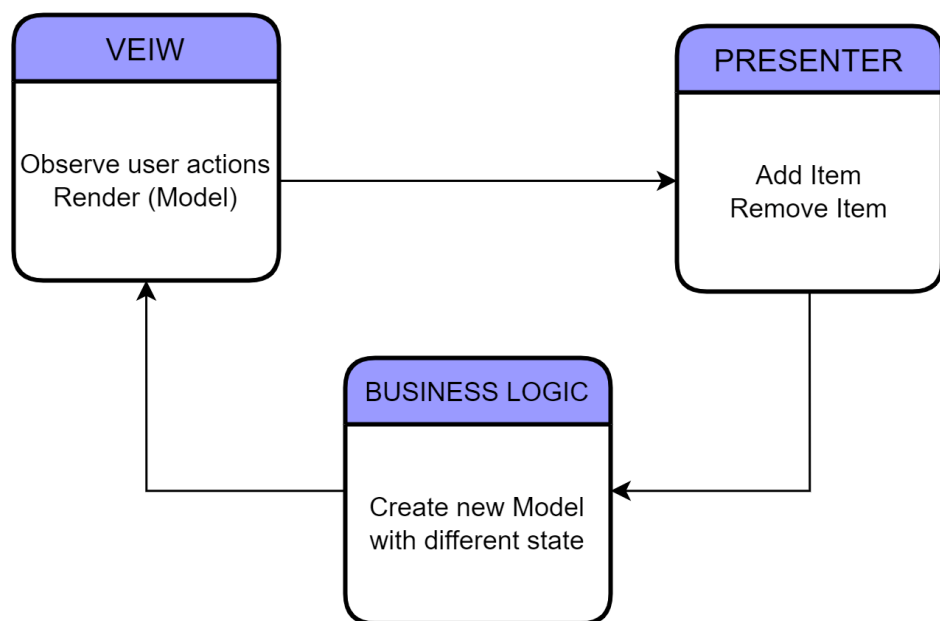 VEIW
Observe user actions
Render (Model)
PRESENTER
Add Item
Remove Item
BUSINESS LOGIC
Create new Model
with different state